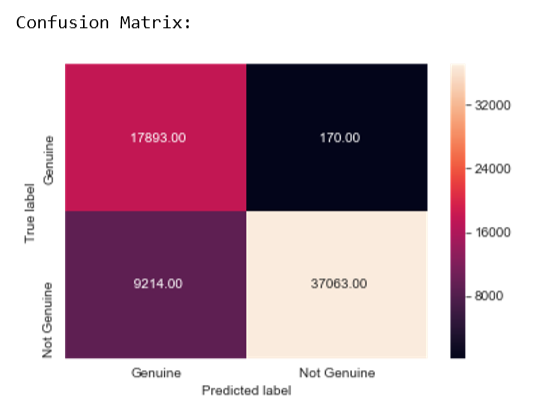 Confusion Matrix:
True label
Genuine
Not Genuine
17893.00
170.00
9214.00
37063.00
Genuine
Not Genuine
Predicted label
32000
24000
16000
8000